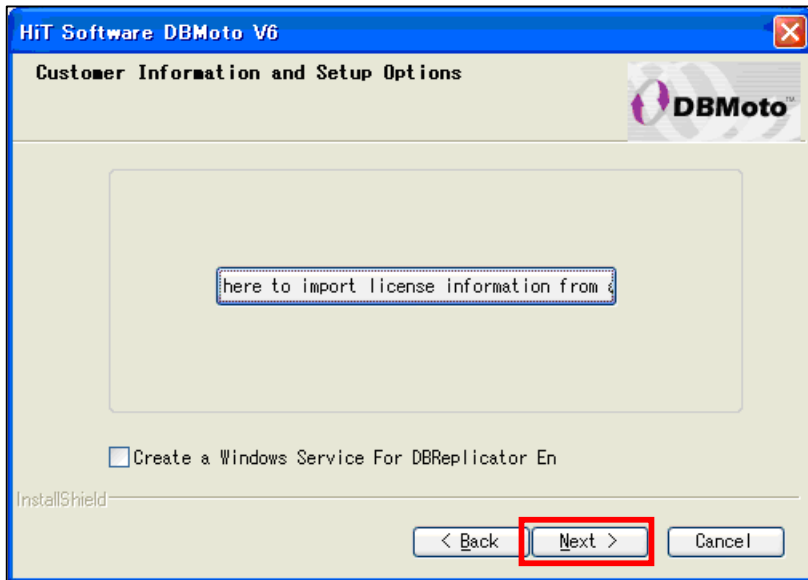 HiT Software DBMoto V6
Customer Information and Setup Options
DBMoto™
here to import license information from a
Create a Windows Service For DBReplicator En
InstallShield
< Back
Next >
Cancel